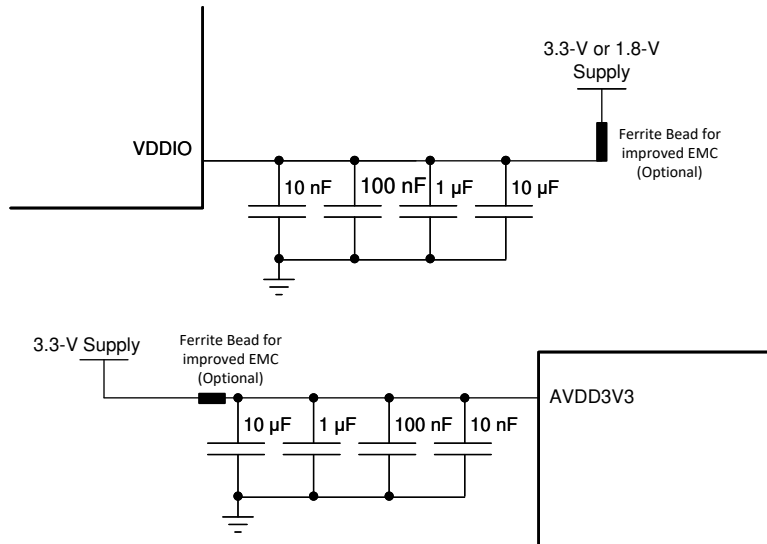 3.3-V or 1.8-V
Supply
VDDIO
Ferrite Bead for
improved EMC
(Optional)
10 nF
100 nF
1 µF
10 µF
3.3-V Supply
Ferrite Bead for
improved EMC
(Optional)
AVDD3V3
10 µF
1 µF
100 nF
10 nF